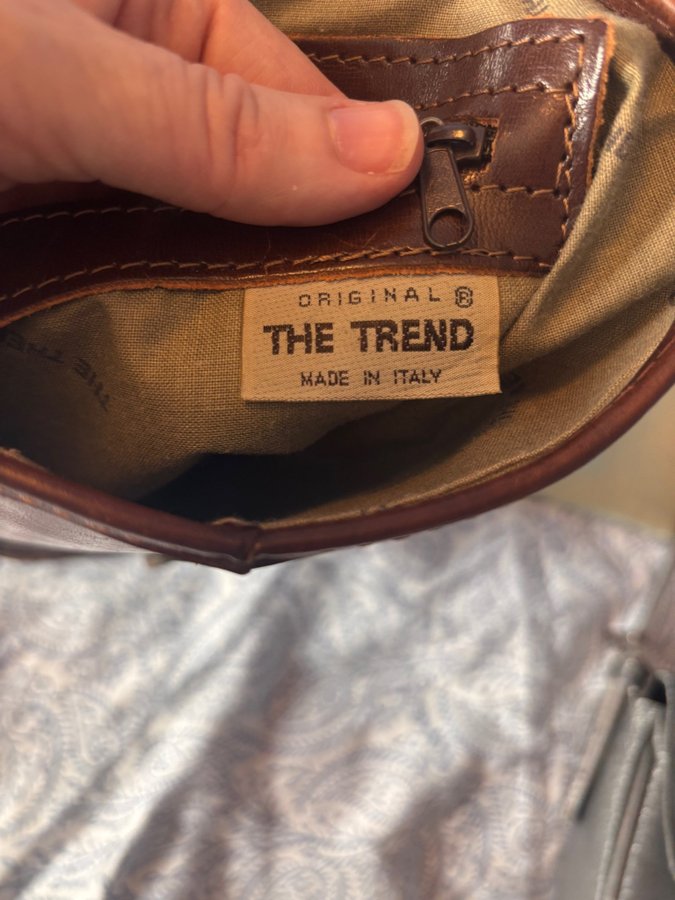 ORIGINAL ®
THE TREND
MADE IN ITALY